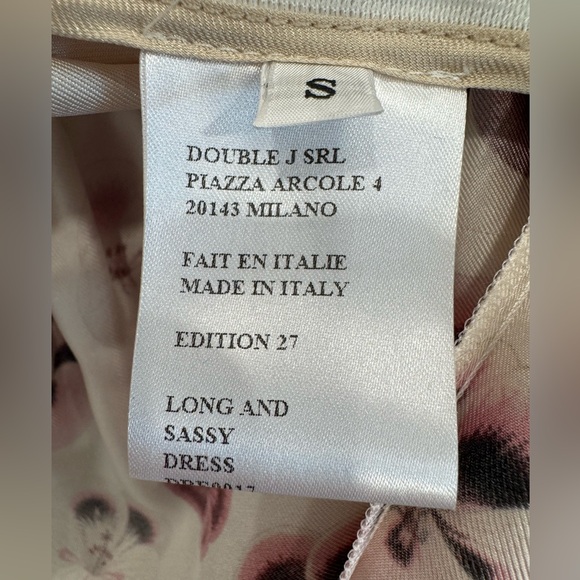 S
DOUBLE J SRL
PIAZZA ARCOLE 4
20143 MILANO
FAIT EN ITALIE
MADE IN ITALY
EDITION 27
LONG AND
SASSY
DRESS